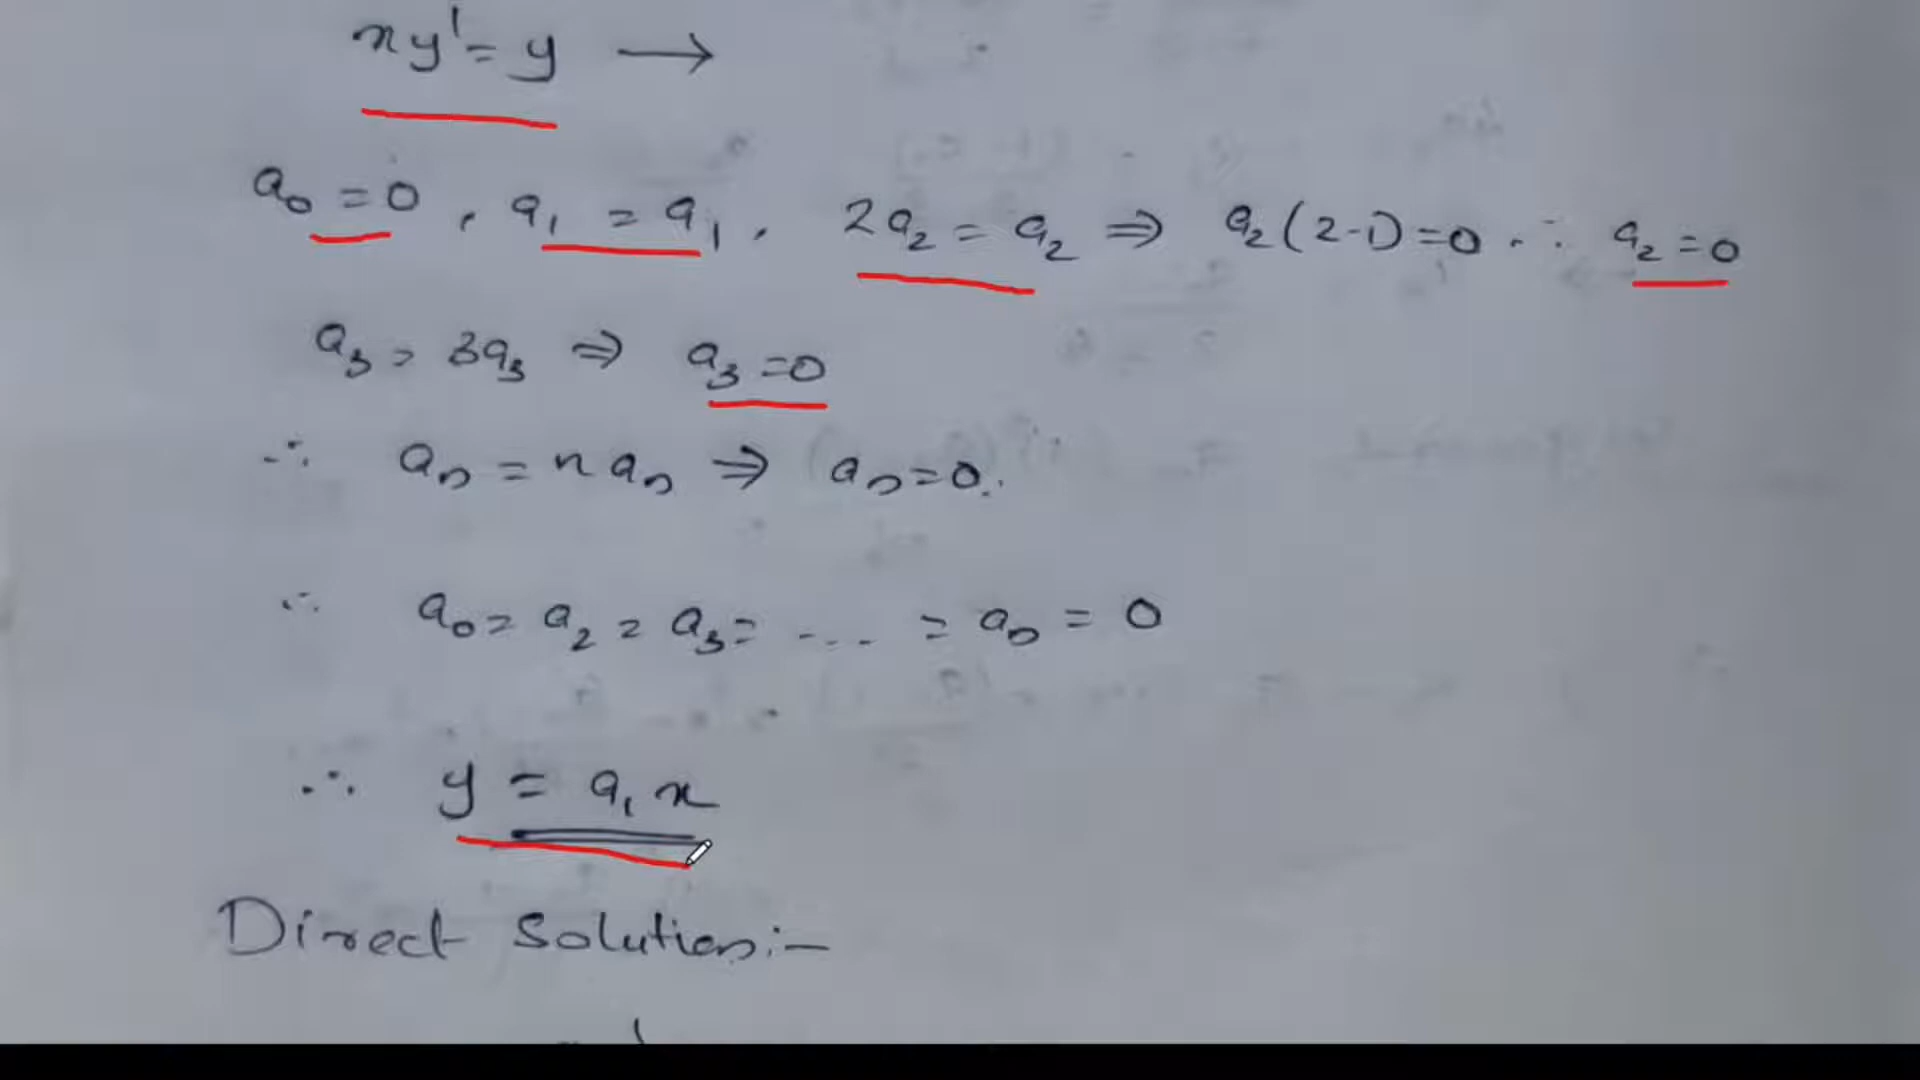 xy' = y →
a₀ = 0, a₁ = a₁, 2a₂ = a₂ ⇒ a₂(2-1)=0. ∴ a₂ = 0
a₃ = 3a₃ ⇒ a₃ = 0
∴ aₙ = n aₙ ⇒ aₙ = 0.
∴ a₀ = a₂ = a₃ = ---- = aₙ = 0
∴ y = a₁x
Direct Solution:-